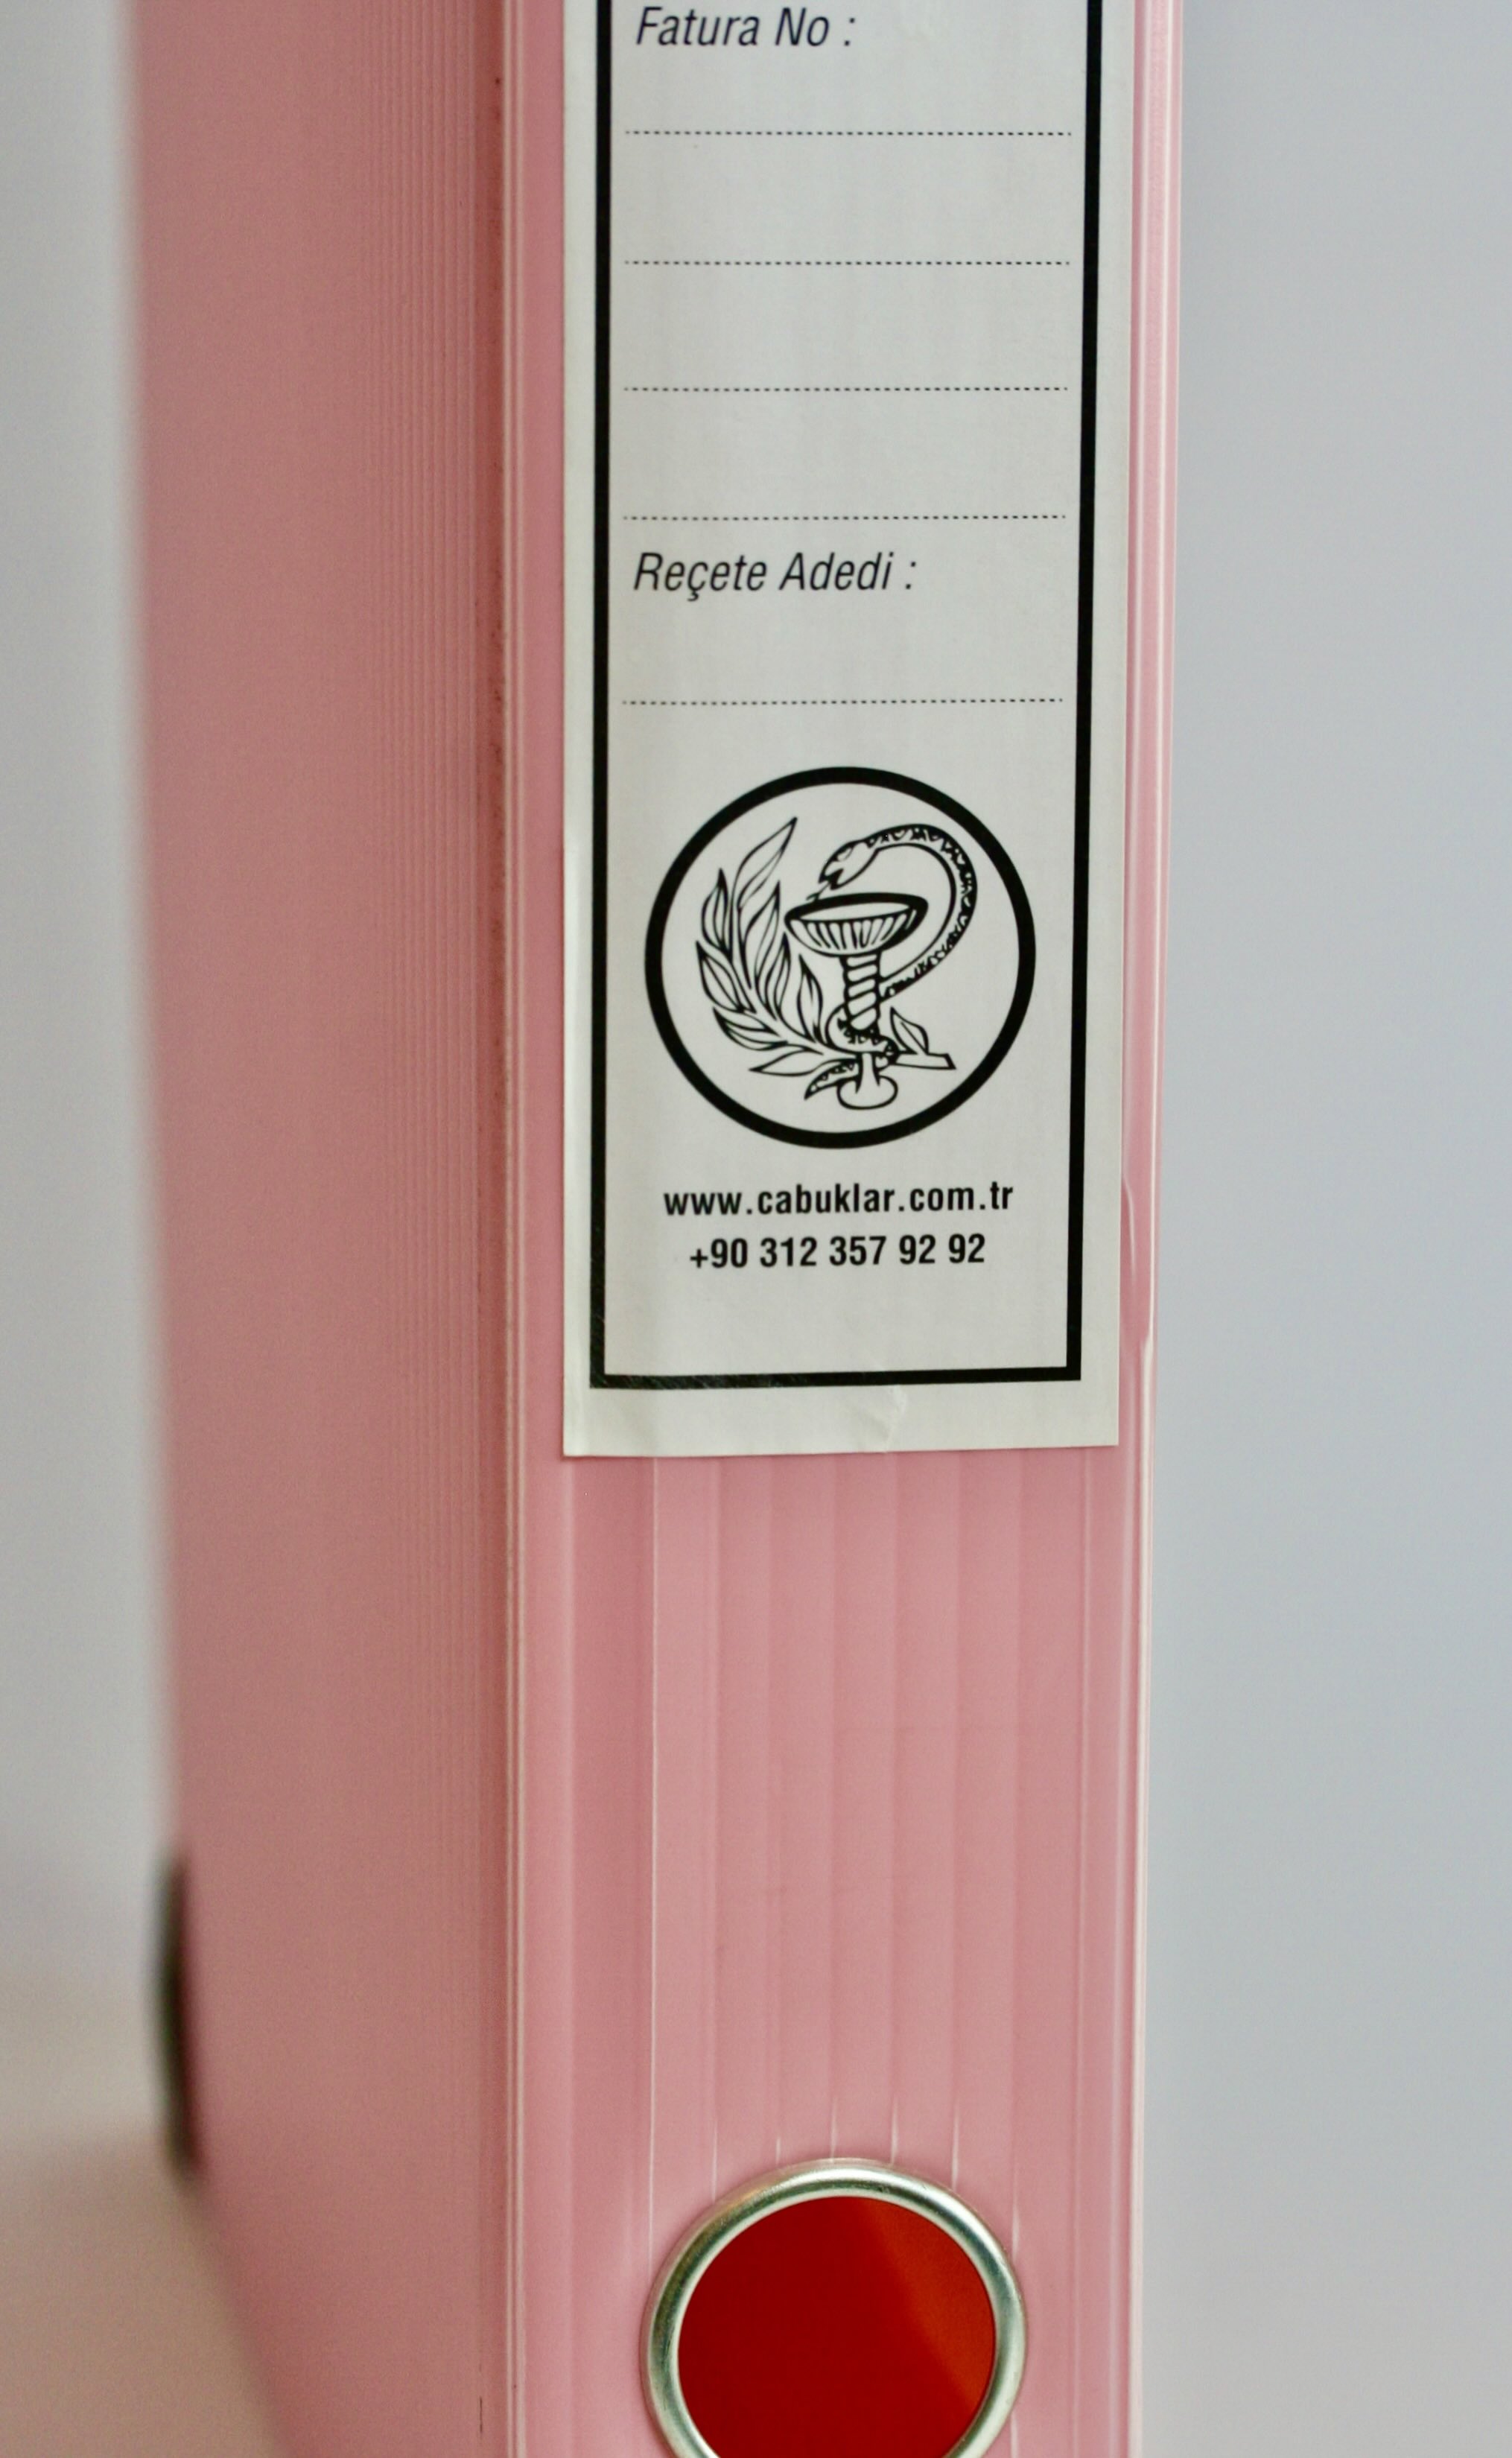 Fatura No :
Reçete Adedi :
www.cabuklar.com.tr
+90 312 357 92 92